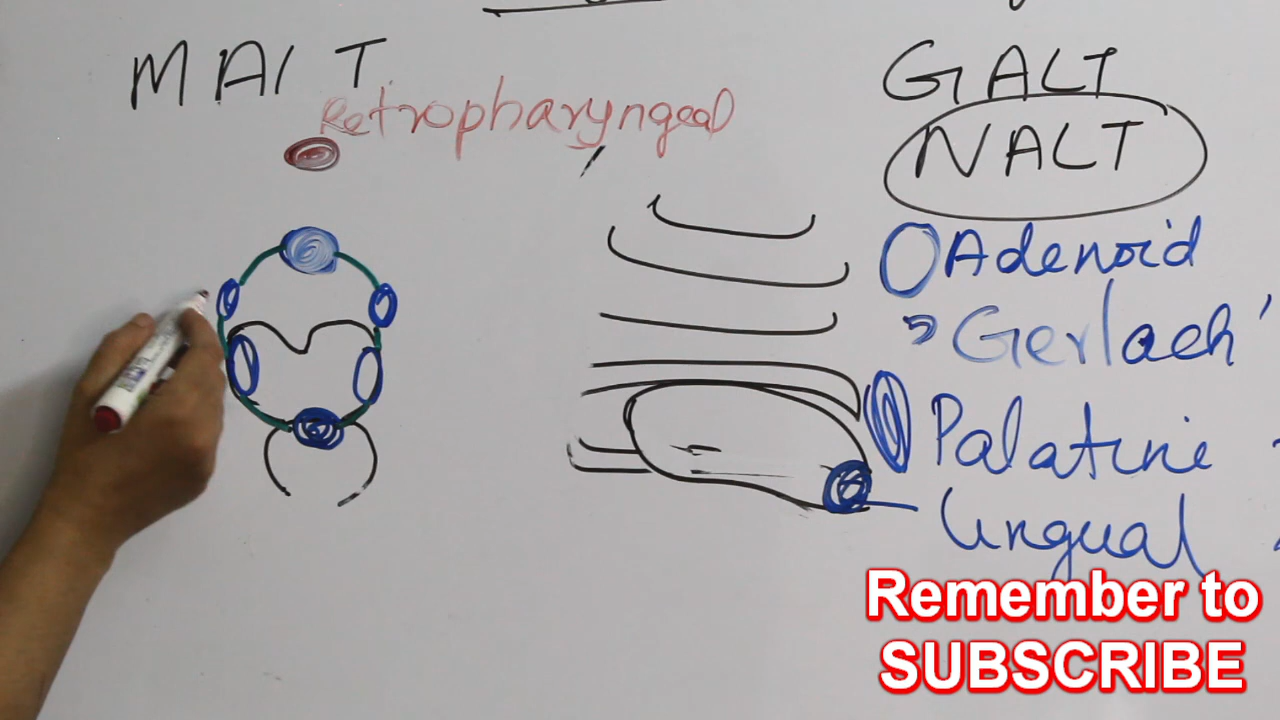 MALT
GALT
Retropharyngeal
NALT
Adenoid
Gerlach'
Palatine
lingual
Remember to
SUBSCRIBE